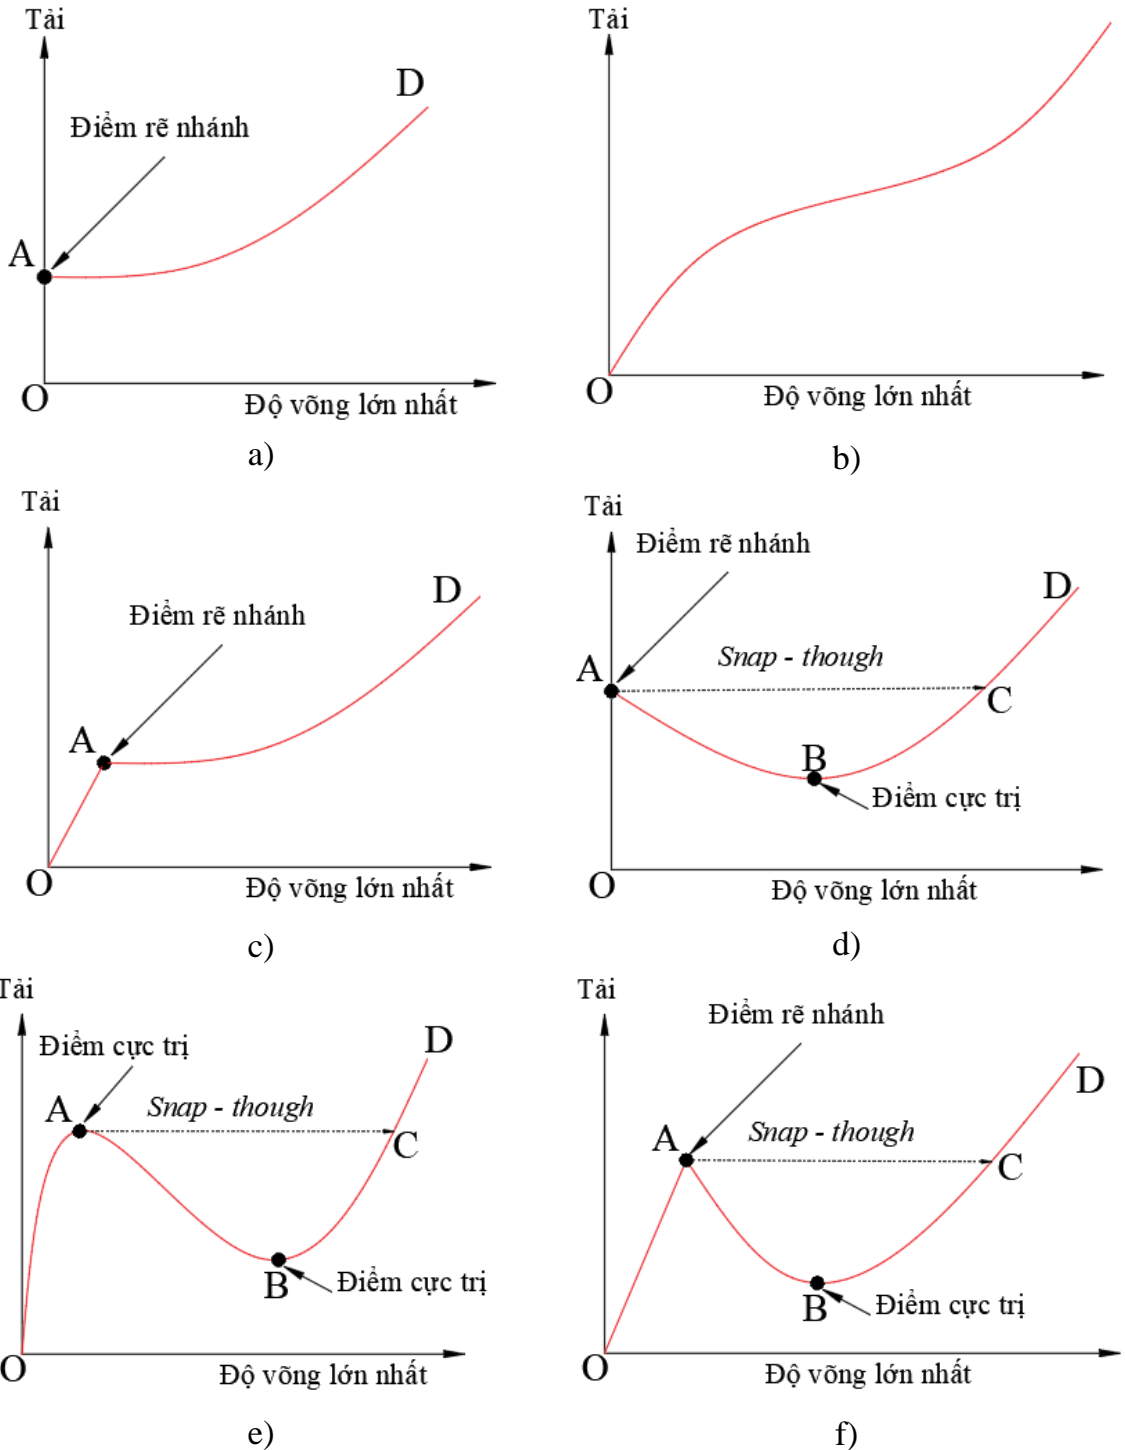 Tải
D
Điểm rẽ nhánh
A
O
Độ võng lớn nhất
a)
Tải
O
Độ võng lớn nhất
b)
Tải
D
Điểm rẽ nhánh
A
O
Độ võng lớn nhất
c)
Tải
Điểm rẽ nhánh
D
Snap - though
A
C
B
Điểm cực trị
O
Độ võng lớn nhất
d)
Tải
Điểm cực trị
D
A
Snap - though
C
B
Điểm cực trị
O
Độ võng lớn nhất
e)
Tải
Điểm rẽ nhánh
D
A
Snap - though
C
B
Điểm cực trị
O
Độ võng lớn nhất
f)